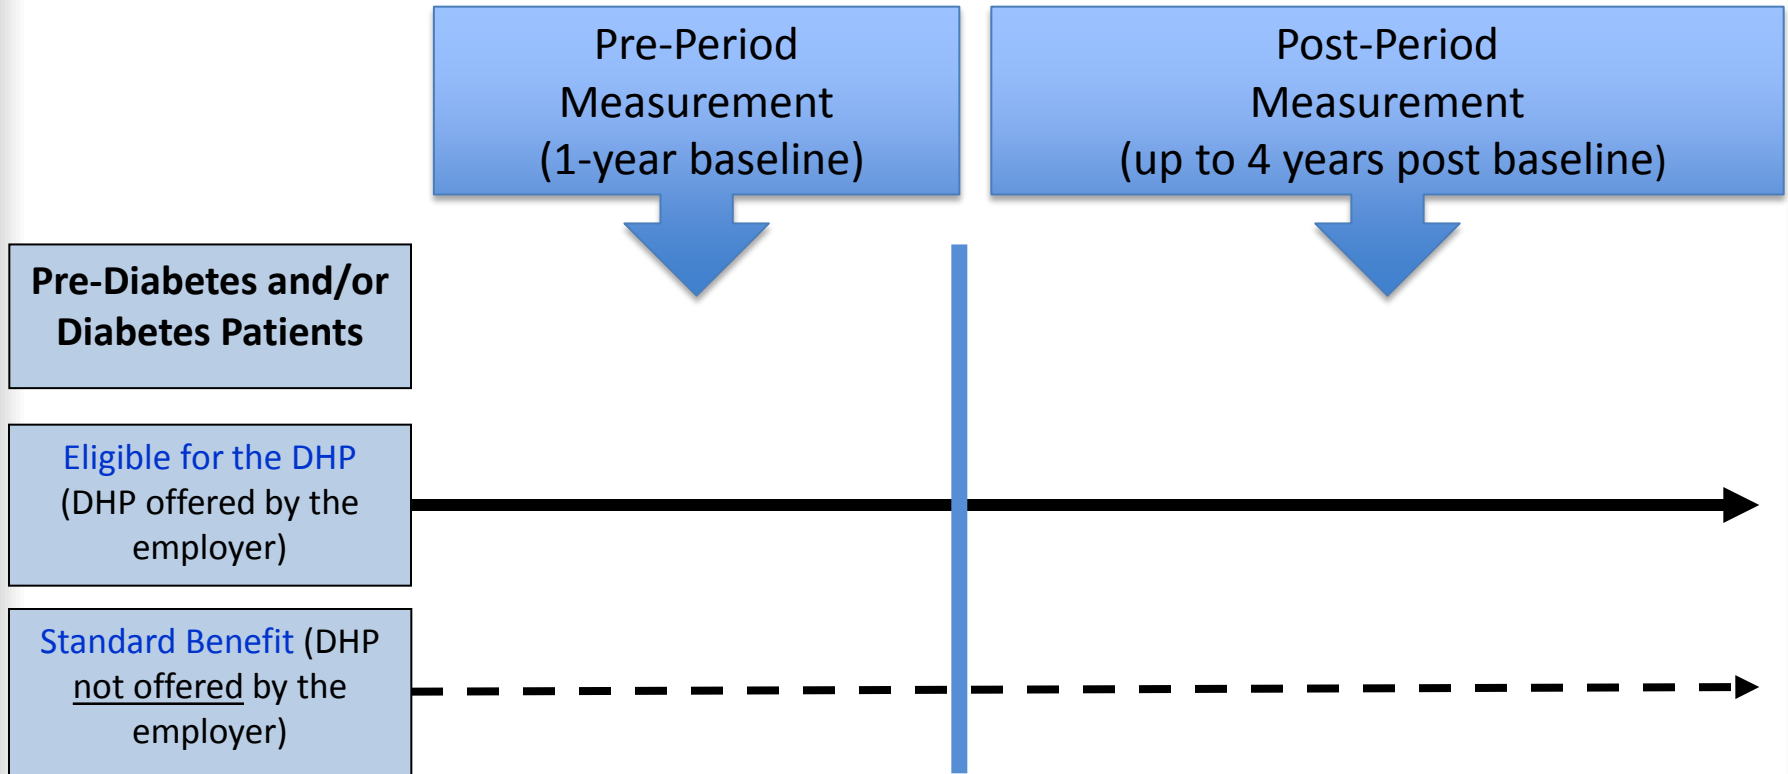 Pre-Period
Measurement
(1-year baseline)
Post-Period
Measurement
(up to 4 years post baseline)
Pre-Diabetes and/or
Diabetes Patients
Eligible for the DHP
(DHP offered by the
employer)
Standard Benefit (DHP
not offered by the
employer)